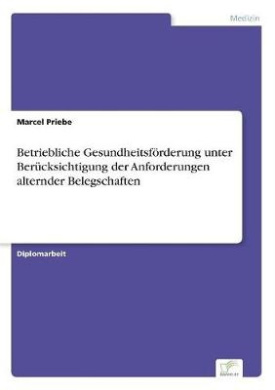 Medizin
Marcel Priebe
Betriebliche Gesundheitsförderung unter
Berücksichtigung der Anforderungen
alternder Belegschaften
Diplomarbeit